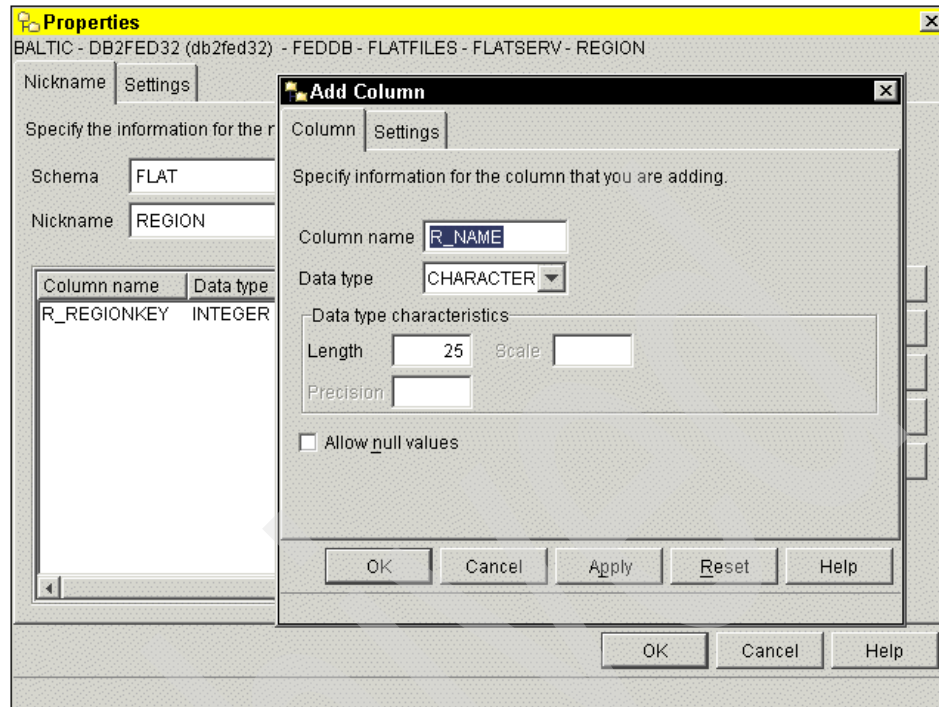 Properties
BALTIC - DB2FED32 (db2fed32) - FEDDB - FLATFILES - FLATSERV - REGION
Nickname Settings
Specify the information for the r
Schema FLAT
Nickname REGION
Column name Data type
R_REGIONKEY INTEGER
Add Column
Column Settings
Specify information for the column that you are adding.
Column name R_NAME
Data type CHARACTER
Data type characteristics
Length 25 Scale
Precision
Allow null values
OK Cancel Apply Reset Help
OK Cancel Help